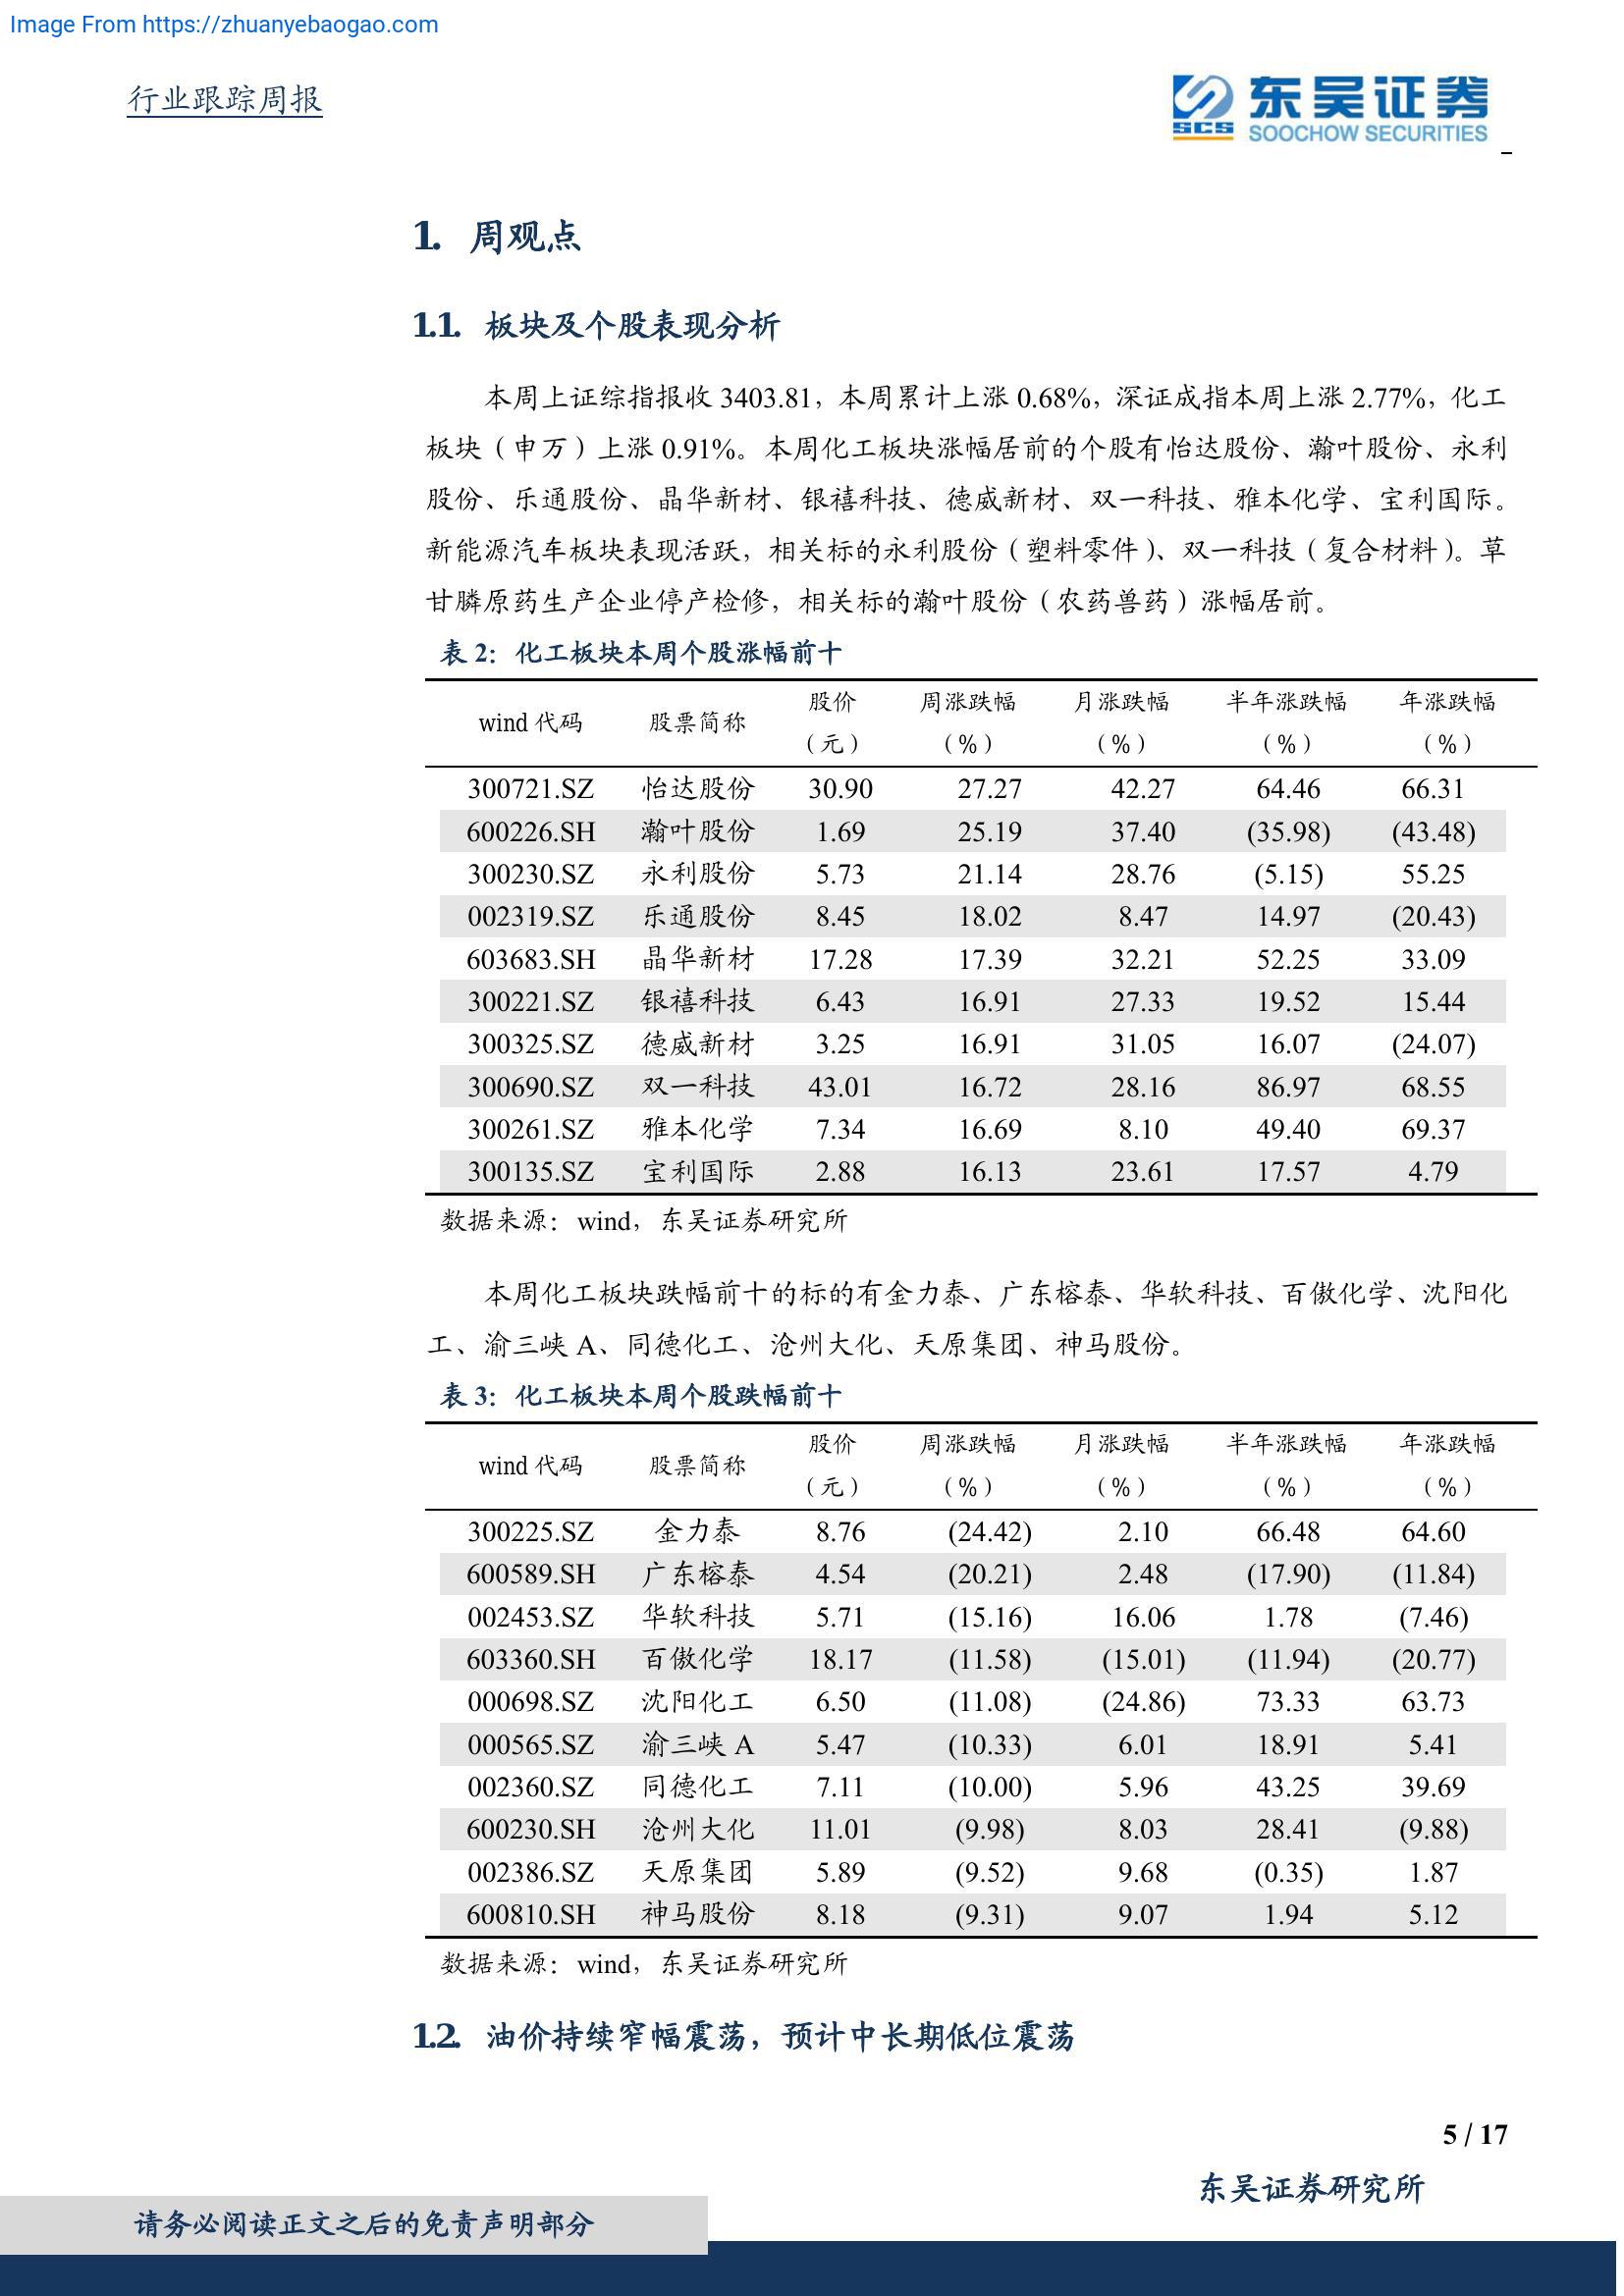 Image From https://zhuanyebaogao.com
行业跟踪周报
SCS 东吴证券
SOOCHOW SECURITIES
1. 周观点
1.1. 板块及个股表现分析
本周上证综指报收 3403.81，本周累计上涨 0.68%，深证成指本周上涨 2.77%，化工
板块（申万）上涨 0.91%。本周化工板块涨幅居前的个股有怡达股份、瀚叶股份、永利
股份、乐通股份、晶华新材、银禧科技、德威新材、双一科技、雅本化学、宝利国际。
新能源汽车板块表现活跃，相关标的永利股份（塑料零件）、双一科技（复合材料）。草
甘膦原药生产企业停产检修，相关标的瀚叶股份（农药兽药）涨幅居前。
表 2：化工板块本周个股涨幅前十
wind 代码 股票简称 股价（元） 周涨跌幅（%） 月涨跌幅（%） 半年涨跌幅（%） 年涨跌幅（%）
300721.SZ 怡达股份 30.90 27.27 42.27 64.46 66.31
600226.SH 瀚叶股份 1.69 25.19 37.40 (35.98) (43.48)
300230.SZ 永利股份 5.73 21.14 28.76 (5.15) 55.25
002319.SZ 乐通股份 8.45 18.02 8.47 14.97 (20.43)
603683.SH 晶华新材 17.28 17.39 32.21 52.25 33.09
300221.SZ 银禧科技 6.43 16.91 27.33 19.52 15.44
300325.SZ 德威新材 3.25 16.91 31.05 16.07 (24.07)
300690.SZ 双一科技 43.01 16.72 28.16 86.97 68.55
300261.SZ 雅本化学 7.34 16.69 8.10 49.40 69.37
300135.SZ 宝利国际 2.88 16.13 23.61 17.57 4.79
数据来源：wind，东吴证券研究所
本周化工板块跌幅前十的标的有金力泰、广东榕泰、华软科技、百傲化学、沈阳化
工、渝三峡 A、同德化工、沧州大化、天原集团、神马股份。
表 3：化工板块本周个股跌幅前十
wind 代码 股票简称 股价（元） 周涨跌幅（%） 月涨跌幅（%） 半年涨跌幅（%） 年涨跌幅（%）
300225.SZ 金力泰 8.76 (24.42) 2.10 66.48 64.60
600589.SH 广东榕泰 4.54 (20.21) 2.48 (17.90) (11.84)
002453.SZ 华软科技 5.71 (15.16) 16.06 1.78 (7.46)
603360.SH 百傲化学 18.17 (11.58) (15.01) (11.94) (20.77)
000698.SZ 沈阳化工 6.50 (11.08) (24.86) 73.33 63.73
000565.SZ 渝三峡 A 5.47 (10.33) 6.01 18.91 5.41
002360.SZ 同德化工 7.11 (10.00) 5.96 43.25 39.69
600230.SH 沧州大化 11.01 (9.98) 8.03 28.41 (9.88)
002386.SZ 天原集团 5.89 (9.52) 9.68 (0.35) 1.87
600810.SH 神马股份 8.18 (9.31) 9.07 1.94 5.12
数据来源：wind，东吴证券研究所
1.2. 油价持续窄幅震荡，预计中长期低位震荡
5 / 17
东吴证券研究所
请务必阅读正文之后的免责声明部分